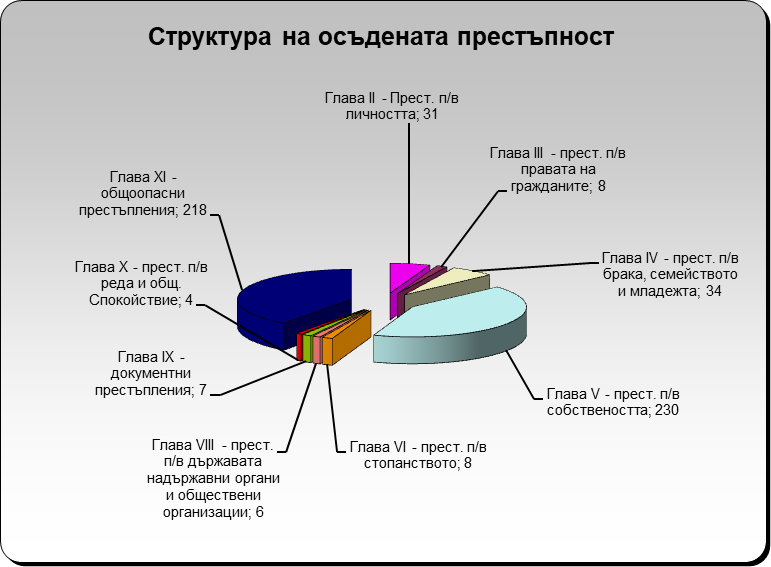 Структура на осъдената престъпност
Глава II - Прест. п/в
личността; 31
Глава III - прест. п/в
правата на
гражданите; 8
Глава IV - прест. п/в
брака, семейството
и младежта; 34
Глава V - прест. п/в
собствеността; 230
Глава VI - прест. п/в
стопанството; 8
Глава VIII - прест.
п/в държавата
надържавни органи
и обществени
организации; 6
Глава IX -
документни
престъпления; 7
Глава X - прест. п/в
реда и общ.
Спокойствие; 4
Глава XI -
общоопасни
престъпления; 218